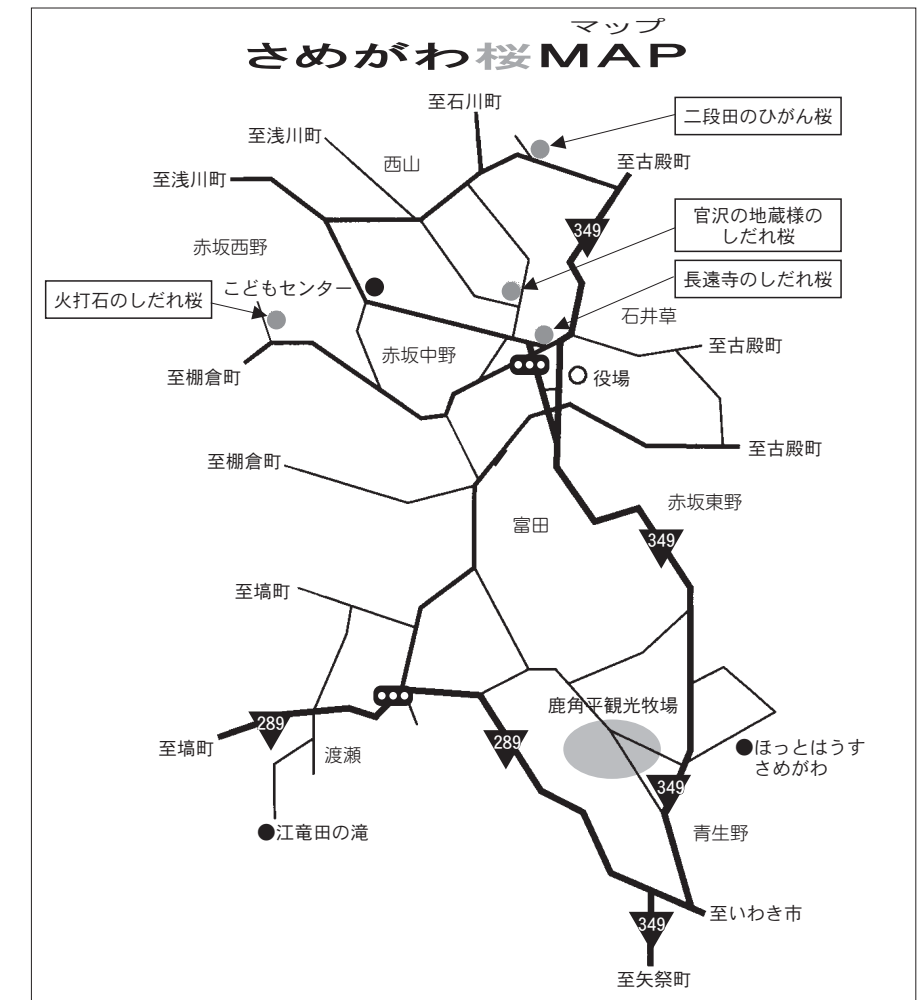 マップ
さめがわ桜MAP
至石川町
二段田のひがん桜
至浅川町
西山
至古殿町
至浅川町
官沢の地蔵様の
しだれ桜
349
赤坂西野
長遠寺のしだれ桜
こどもセンター
火打石のしだれ桜
石井草
至古殿町
赤坂中野
役場
至棚倉町
至古殿町
至棚倉町
赤坂東野
富田
349
至塙町
鹿角平観光牧場
289
289
至塙町
渡瀬
ほっとはうす
さめがわ
349
江竜田の滝
青生野
至いわき市
349
至矢祭町